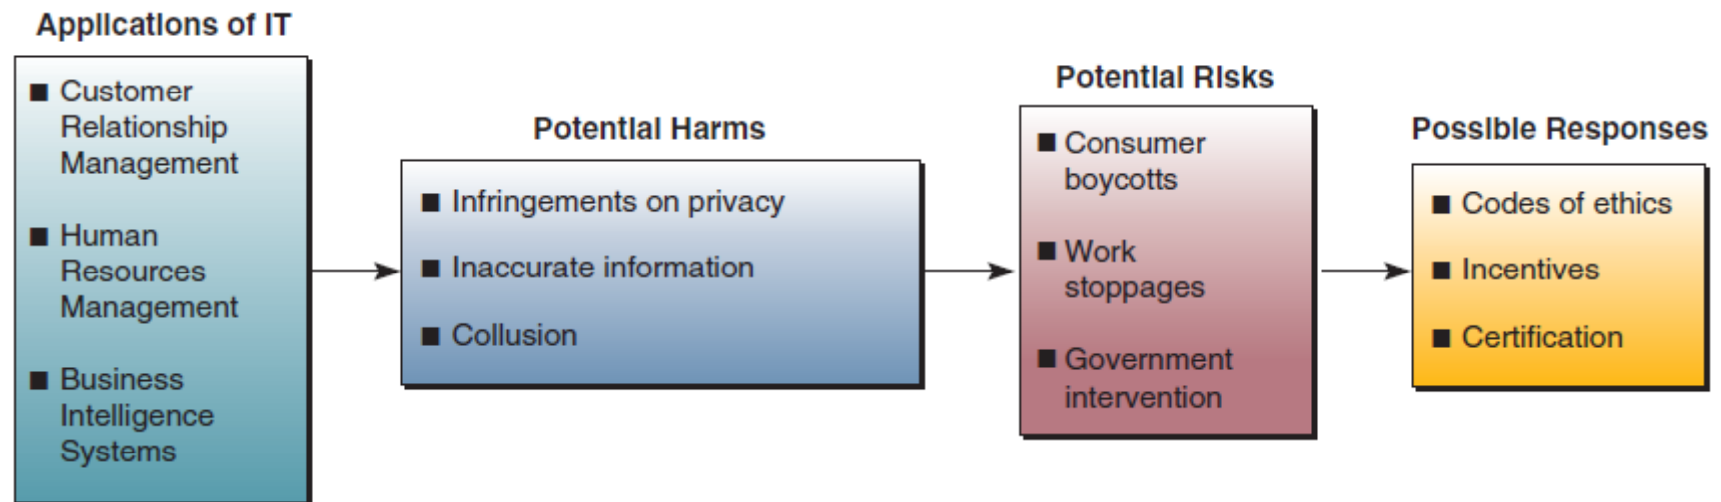 Applications of IT
■ Customer
Relationship
Management
■ Human
Resources
Management
■ Business
Intelligence
Systems
Potential Harms
■ Infringements on privacy
■ Inaccurate information
■ Collusion
Potential Risks
■ Consumer
boycotts
■ Work
stoppages
■ Government
intervention
Possible Responses
■ Codes of ethics
■ Incentives
■ Certification